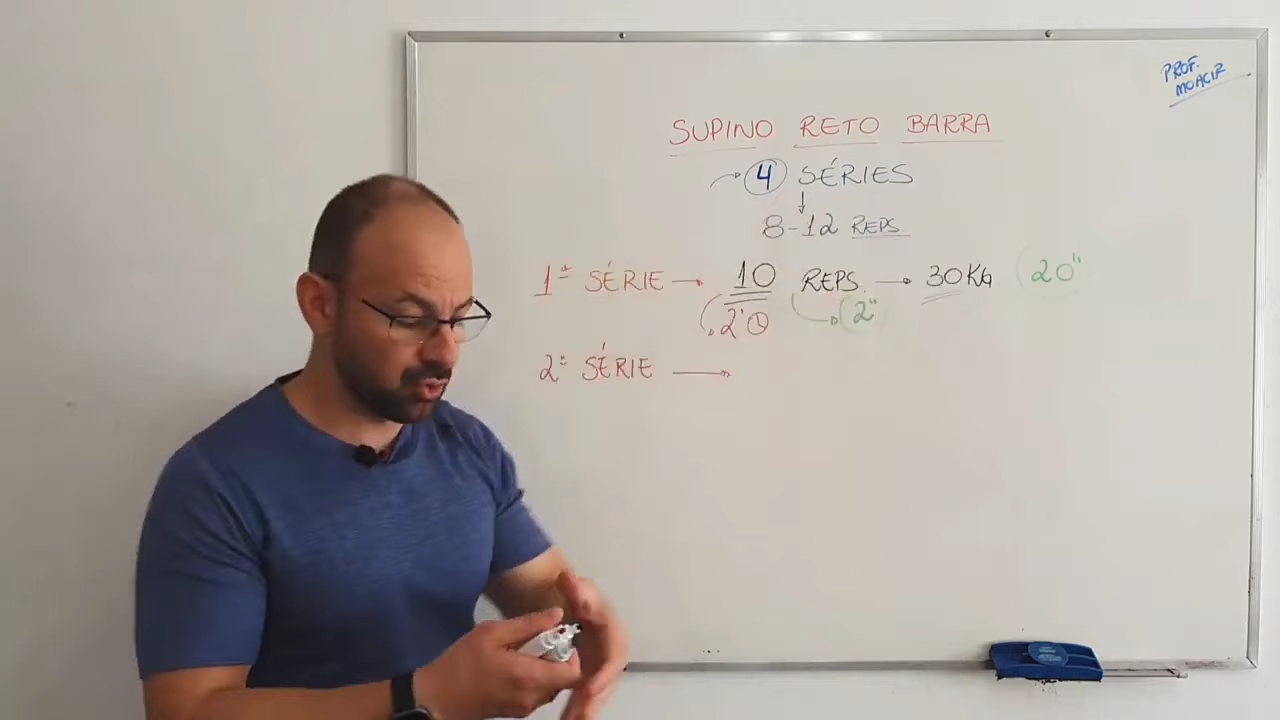 PROF.
MOACIR
SUPINO RETO BARRA
→ 4 SÉRIES
↓
8-12 REPS.
1ª SÉRIE → 10 REPS. → 30KG (20"
2' (2"
2ª SÉRIE →